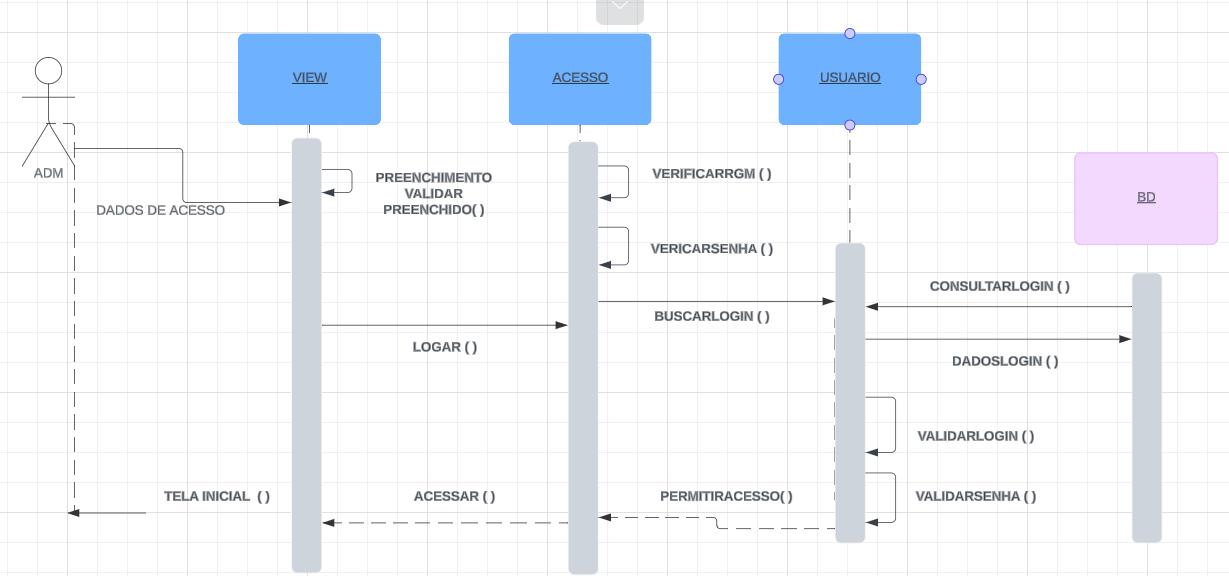 VIEW
ACESSO
USUARIO
ADM
BD
DADOS DE ACESSO
PREENCHIMENTO
VALIDAR
PREENCHIDO( )
VERIFICARRGM ( )
VERICARSENHA ( )
BUSCARLOGIN ( )
CONSULTARLOGIN ( )
LOGAR ( )
DADOSLOGIN ( )
VALIDARLOGIN ( )
TELA INICIAL  ( )
ACESSAR ( )
PERMITIRACESSO( )
VALIDARSENHA ( )